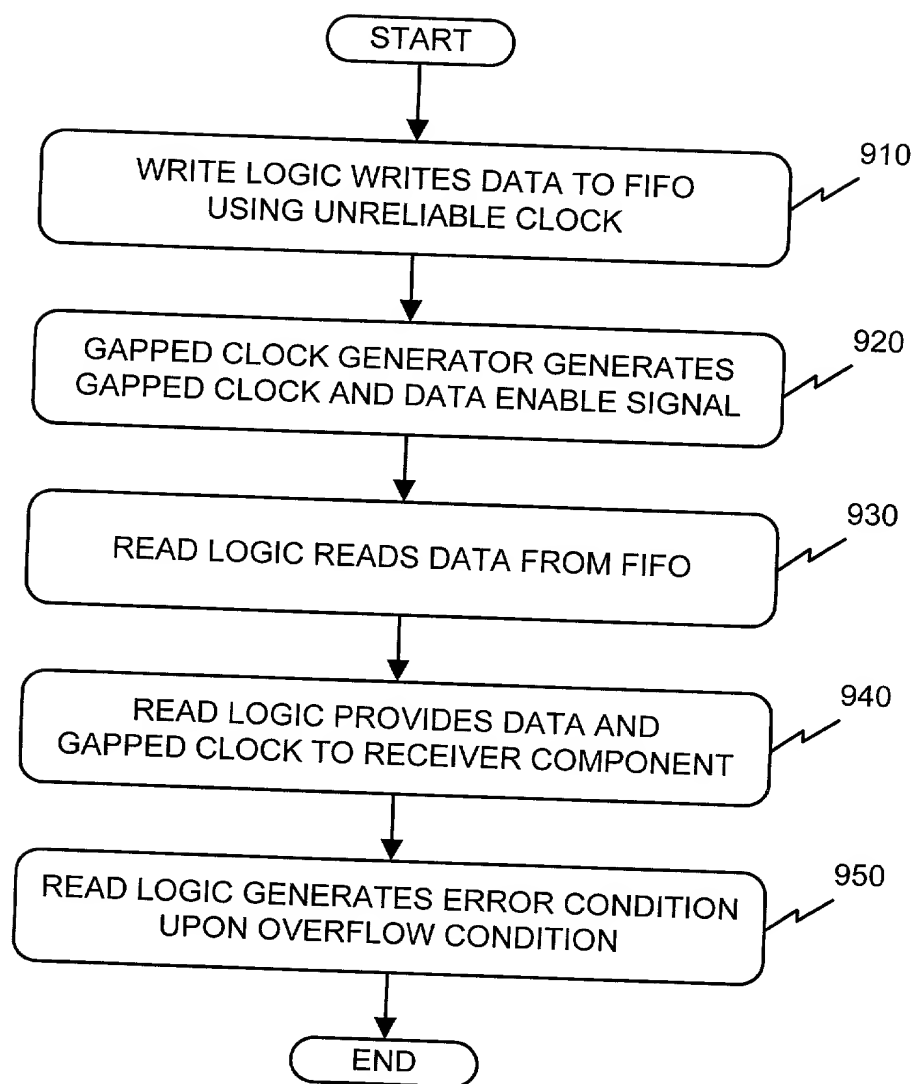 START
WRITE LOGIC WRITES DATA TO FIFO
USING UNRELIABLE CLOCK
910
GAPPED CLOCK GENERATOR GENERATES
GAPPED CLOCK AND DATA ENABLE SIGNAL
920
READ LOGIC READS DATA FROM FIFO
930
READ LOGIC PROVIDES DATA AND
GAPPED CLOCK TO RECEIVER COMPONENT
940
READ LOGIC GENERATES ERROR CONDITION
UPON OVERFLOW CONDITION
950
END